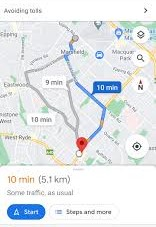 Avoiding tolls
Epping
Macquarie
Park
Marsfield
9 min
10 min
10 min
West Ryde
10 min (5.1 km)
Some traffic, as usual
Start
Steps and more